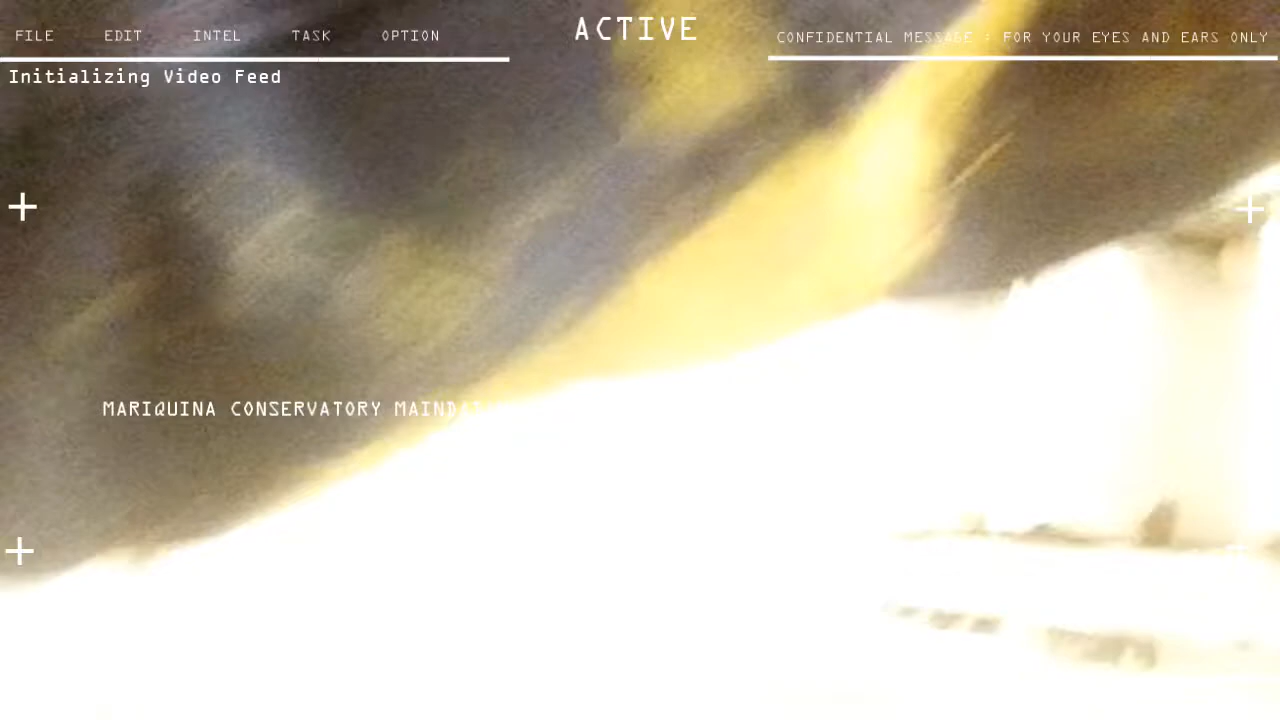 FILE EDIT INTEL TASK OPTION
ACTIVE
CONFIDENTIAL MESSAGE : FOR YOUR EYES AND EARS ONLY
Initializing Video Feed
MARIQUINA CONSERVATORY